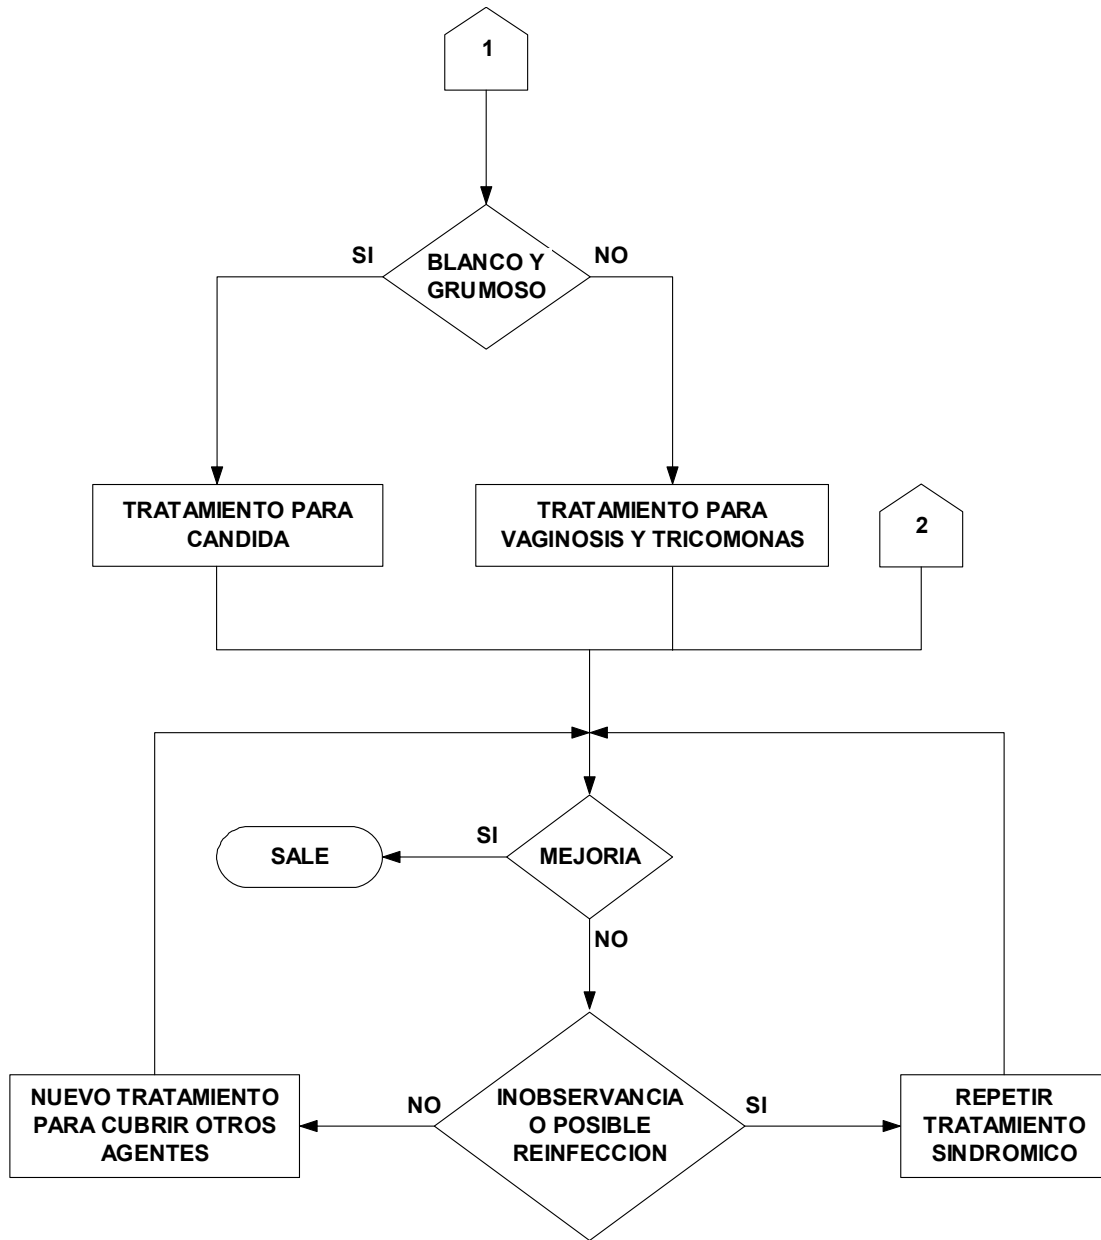 1
SI
BLANCO Y
GRUMOSO
NO
TRATAMIENTO PARA
CANDIDA
TRATAMIENTO PARA
VAGINOSIS Y TRICOMONAS
2
SALE
SI
MEJORIA
NO
NUEVO TRATAMIENTO
PARA CUBRIR OTROS
AGENTES
NO
INOBSERVANCIA
O POSIBLE
REINFECCION
SI
REPETIR
TRATAMIENTO
SINDROMICO